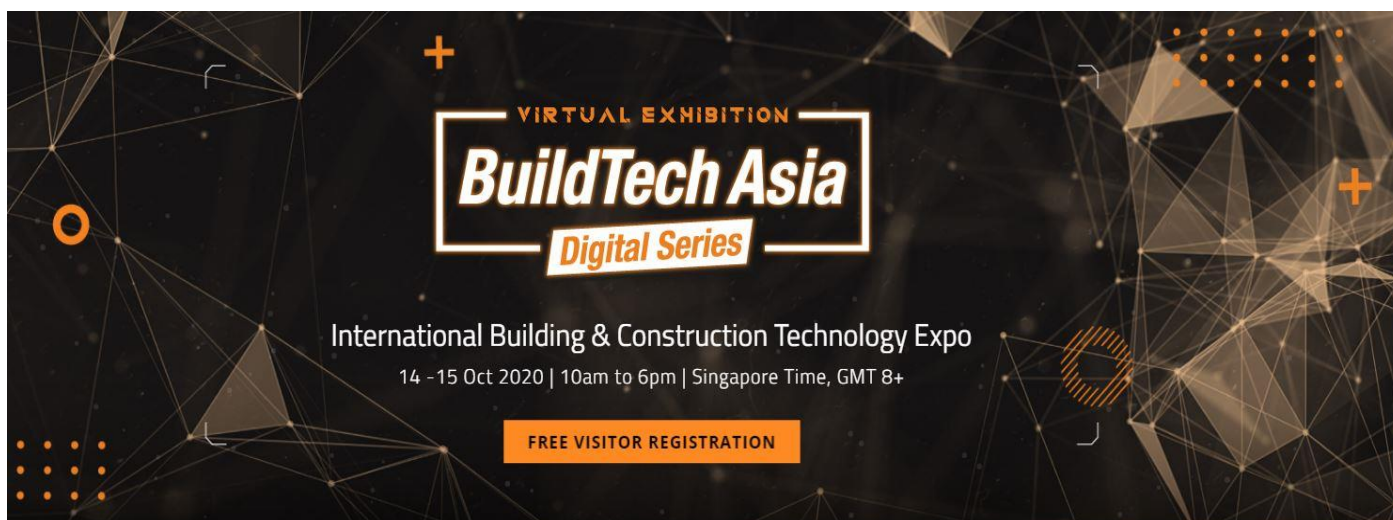 VIRTUAL EXHIBITION
BuildTech Asia
Digital Series
International Building & Construction Technology Expo
14 -15 Oct 2020 | 10am to 6pm | Singapore Time, GMT 8+
FREE VISITOR REGISTRATION